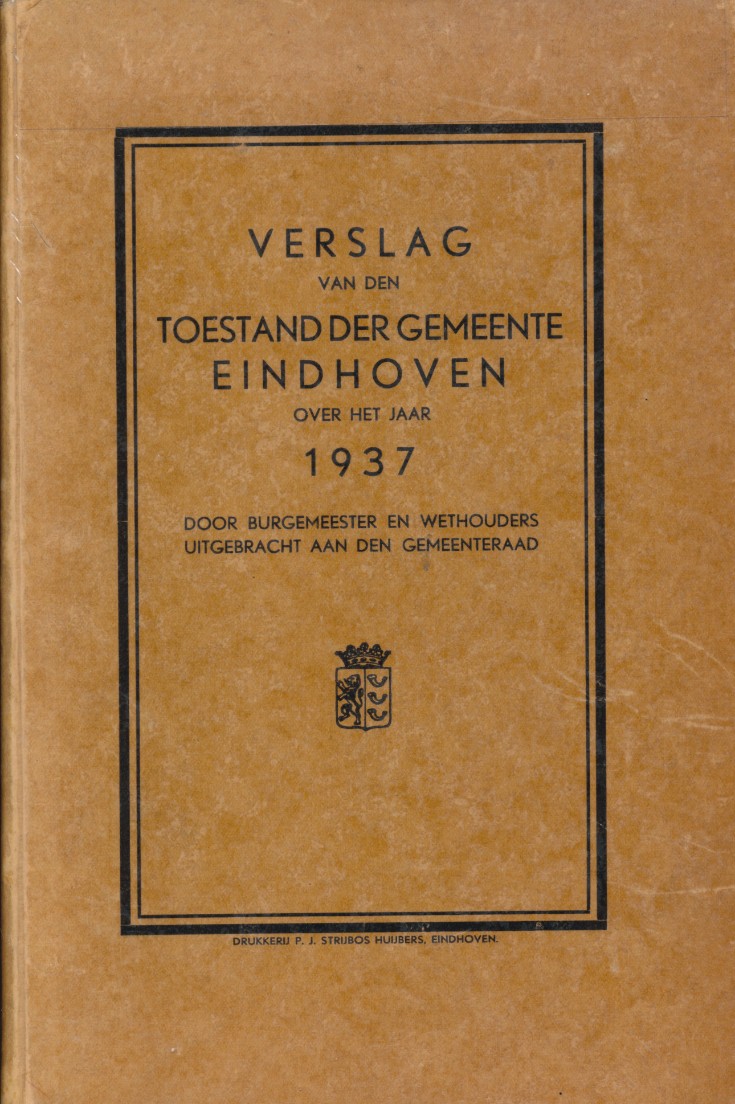 VERSLAG
VAN DEN
TOESTAND DER GEMEENTE
EINDHOVEN
OVER HET JAAR
1937
DOOR BURGEMEESTER EN WETHOUDERS
UITGEBRACHT AAN DEN GEMEENTERAAD
DRUKKERIJ P. J. STRIJBOS HUIJBERS, EINDHOVEN.